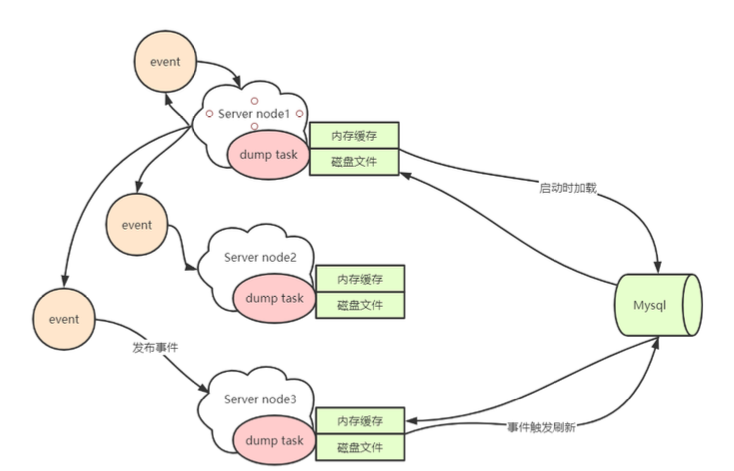 event
Server node1
内存缓存
dump task
磁盘文件
启动时加载
event
Server node2
内存缓存
dump task
磁盘文件
Mysql
event
发布事件
Server node3
内存缓存
事件触发刷新
dump task
磁盘文件